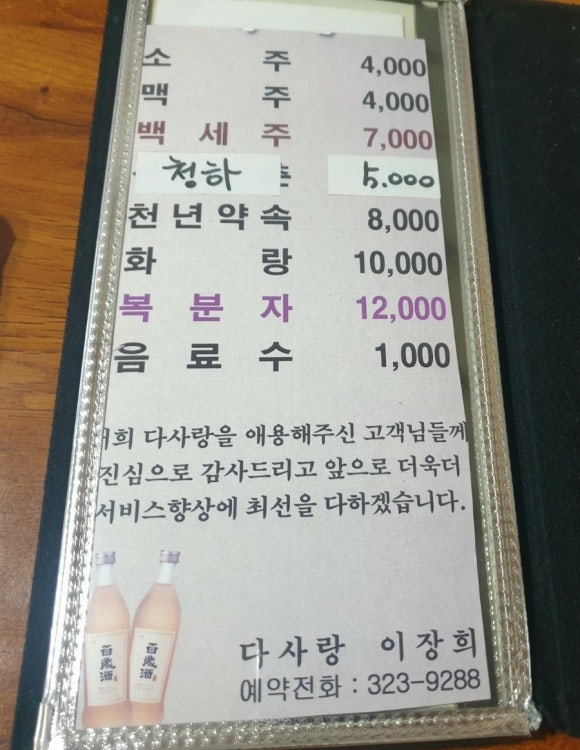 소 주 4,000
맥 주 4,000
백 세 주 7,000
청하 5.000
천 년 약 속 8,000
화 랑 10,000
복 분 자 12,000
음 료 수 1,000
저희 다사랑을 애용해주신 고객님들께
진심으로 감사드리고 앞으로 더욱더
서비스향상에 최선을 다하겠습니다.
百歲酒 百歲酒
다사랑 이장희
예약전화 : 323-9288